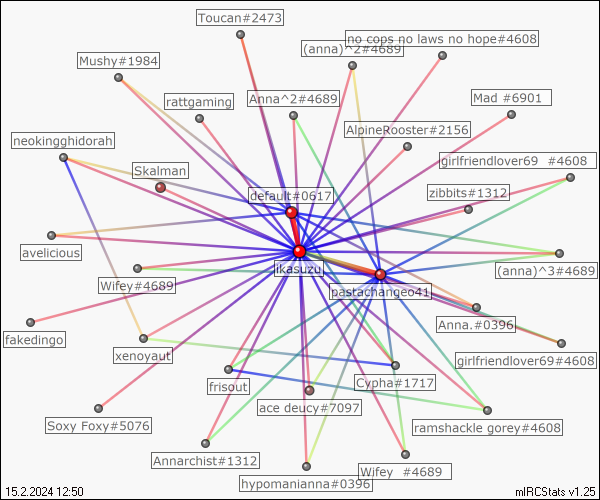 Toucan#2473
no cops no laws no hope#4608
(anna)^2#4689
Mushy#1984
rattgaming
Anna^2#4689
Mad #6901
AlpineRooster#2156
neokingghidorah
girlfriendlover69 #4608
Skalman
default#0617
zibbits#1312
avelicious
likasuzu
(anna)^3#4689
Wifey#4689
pastachangeo41
Anna.#0396
fakedingo
xenoyaut
girlfriendlover69#4608
frisout
Cypha#1717
ace deucy#7097
Soxy Foxy#5076
ramshackle gorey#4608
Annarchist#1312
Wifey #4689
hypomanianna#0396
15.2.2024 12:50
mIRCStats v1.25